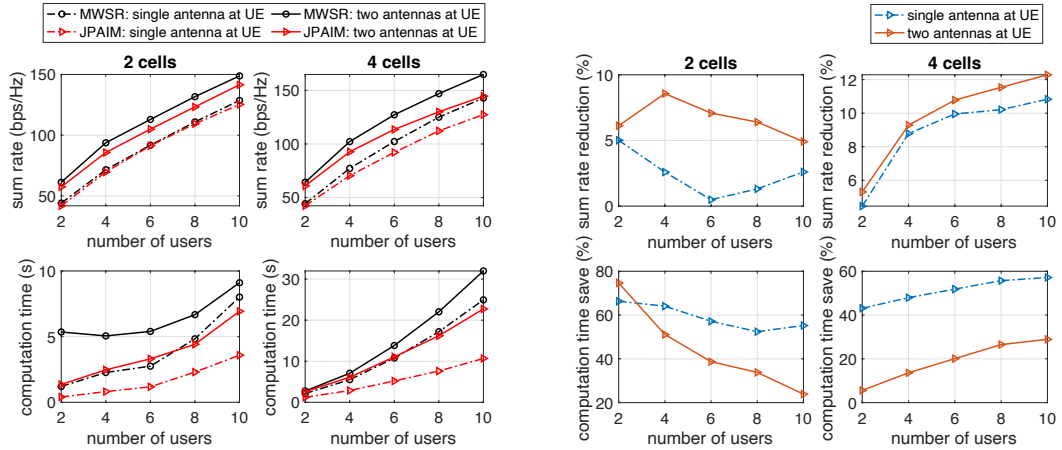 MWSR: single antenna at UE
MWSR: two antennas at UE
JPAIM: single antenna at UE
JPAIM: two antennas at UE
2 cells
150
100
50
2 4 6 8 10
sum rate (bps/Hz)
number of users
4 cells
150
100
50
2 4 6 8 10
sum rate (bps/Hz)
number of users
10
5
0
2 4 6 8 10
computation time (s)
number of users
30
20
10
0
2 4 6 8 10
computation time (s)
number of users
single antenna at UE
two antennas at UE
2 cells
10
5
0
2 4 6 8 10
sum rate reduction (%)
number of users
4 cells
12
10
8
6
2 4 6 8 10
sum rate reduction (%)
number of users
80
60
40
20
2 4 6 8 10
computation time save (%)
number of users
60
40
20
0
2 4 6 8 10
computation time save (%)
number of users